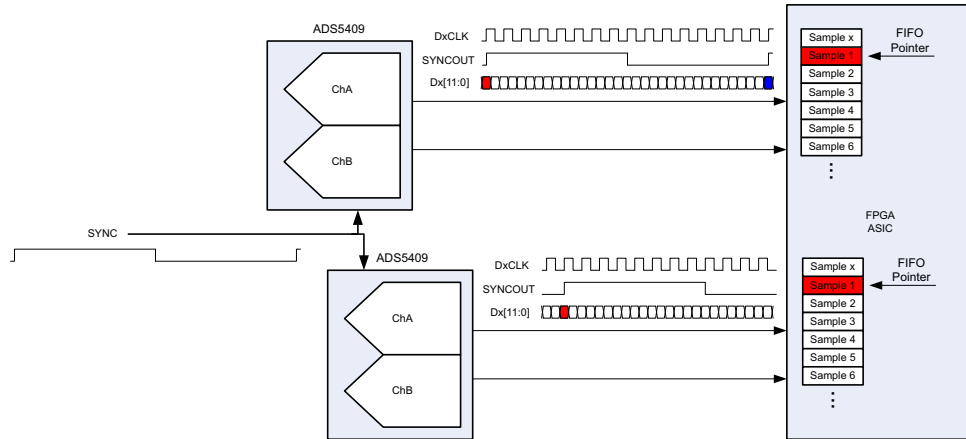 ADS5409
ChA
ChB
DxCLK
SYNCOUT
Dx[11:0]
Sample x
Sample 1
Sample 2
Sample 3
Sample 4
Sample 5
Sample 6
FIFO
Pointer
SYNC
FPGA
ASIC
ADS5409
ChA
ChB
DxCLK
SYNCOUT
Dx[11:0]
Sample x
Sample 1
Sample 2
Sample 3
Sample 4
Sample 5
Sample 6
FIFO
Pointer